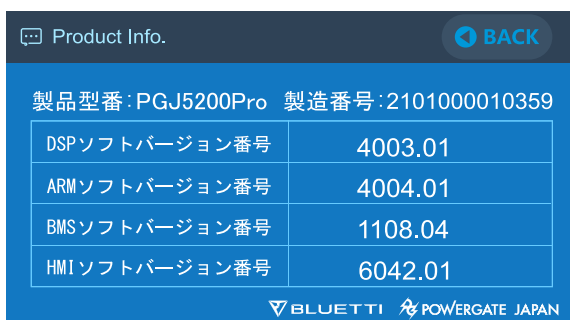 Product Info. BACK
製品型番:PGJ5200Pro 製造番号:2101000010359
DSPソフトバージョン番号 4003.01
ARMソフトバージョン番号 4004.01
BMSソフトバージョン番号 1108.04
HMIソフトバージョン番号 6042.01
BLUETTI POWERGATE JAPAN